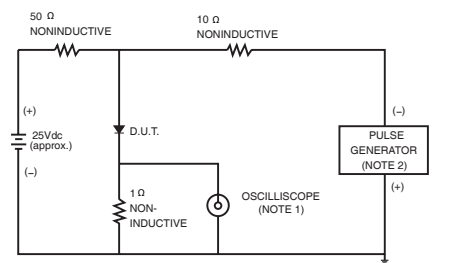 50 Ω
NONINDUCTIVE
10 Ω
NONINDUCTIVE
(+)
25Vdc
(approx.)
(−)
D.U.T.
1 Ω
NON-
INDUCTIVE
OSCILLISCOPE
(NOTE 1)
(−)
PULSE
GENERATOR
(NOTE 2)
(+)